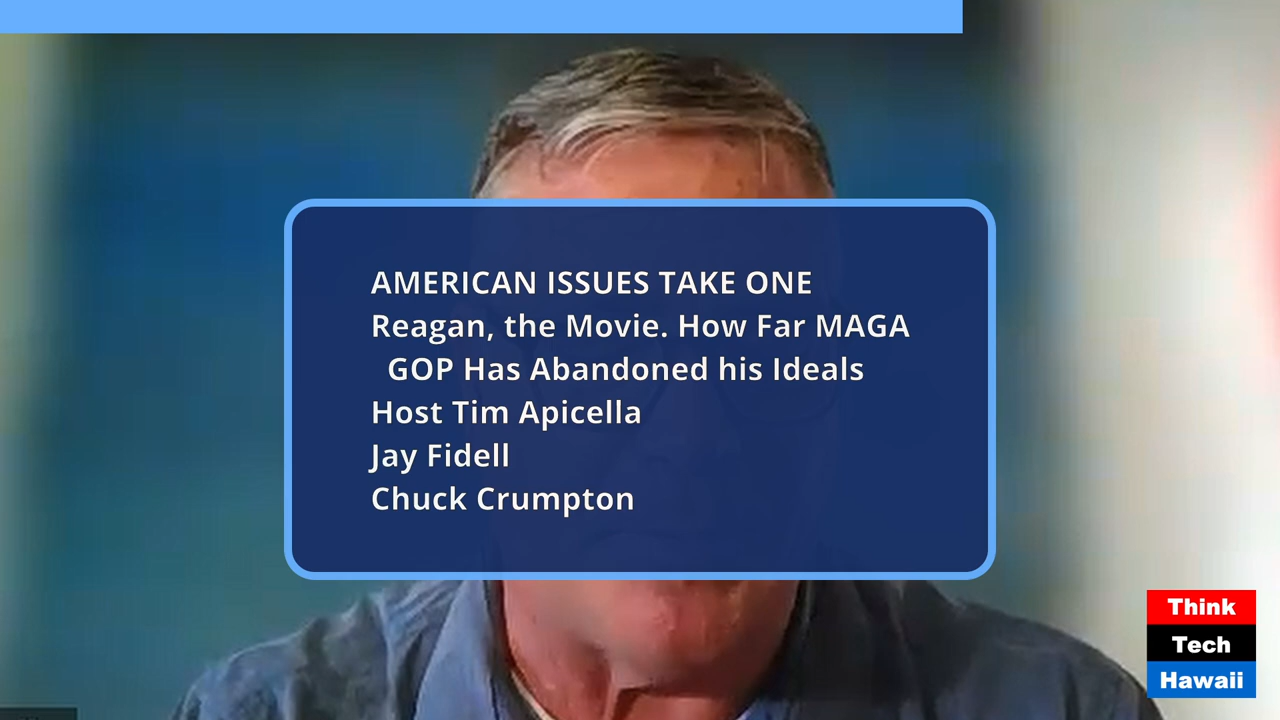 AMERICAN ISSUES TAKE ONE
Reagan, the Movie. How Far MAGA
GOP Has Abandoned his Ideals
Host Tim Apicella
Jay Fidell
Chuck Crumpton
Think
Tech
Hawaii